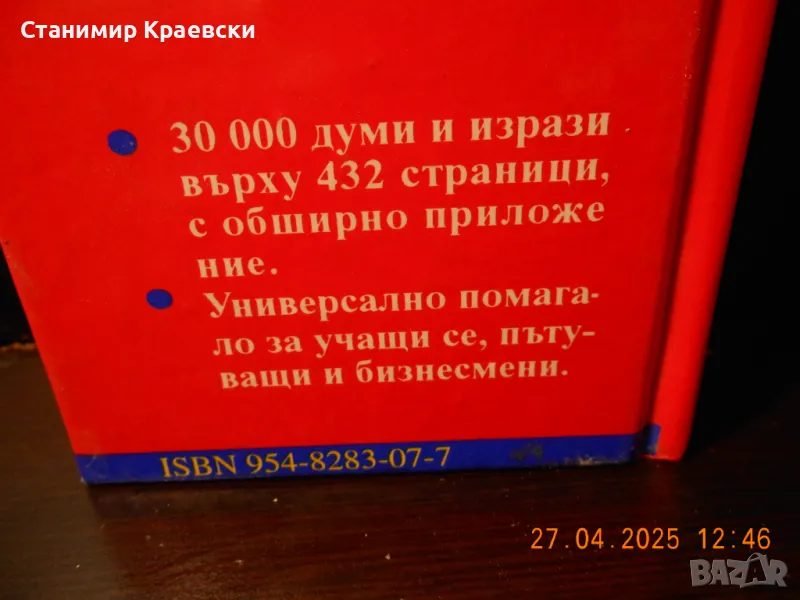 Станимир Краевски
30 000 думи и изрази
върху 432 страници,
с обширно приложе
ние.
Универсално помага-
ло за учащи се, пъту-
ващи и бизнесмени.
ISBN 954-8283-07-7
27.04.2025 12:46
BAZAR